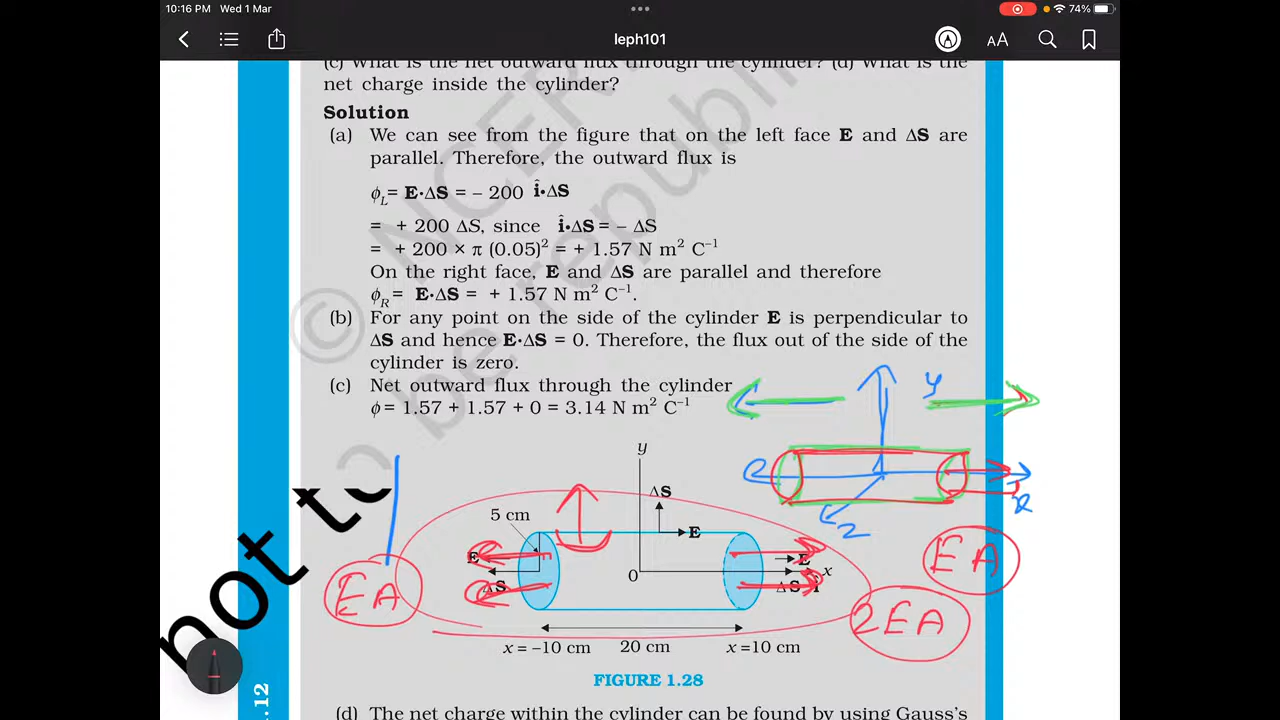 10:16 PM Wed 1 Mar
74%
leph101
AA
(c) What is the net outward flux through the cylinder? (d) What is the
net charge inside the cylinder?
Solution
(a) We can see from the figure that on the left face E and ΔS are
parallel. Therefore, the outward flux is
ϕL= E·ΔS = – 200 î·ΔS
= + 200 ΔS, since î·ΔS = – ΔS
= + 200 × π (0.05)² = + 1.57 N m² C⁻¹
On the right face, E and ΔS are parallel and therefore
ϕR = E·ΔS = + 1.57 N m² C⁻¹.
(b) For any point on the side of the cylinder E is perpendicular to
ΔS and hence E·ΔS = 0. Therefore, the flux out of the side of the
cylinder is zero.
(c) Net outward flux through the cylinder
ϕ = 1.57 + 1.57 + 0 = 3.14 N m² C⁻¹
y
x
z
y
ΔS
5 cm
E
E
E
ΔS
0
x
ΔS
î
EA
EA
2EA
x = −10 cm 20 cm x =10 cm
FIGURE 1.28
(d) The net charge within the cylinder can be found by using Gauss's
© NCERT
not to
be republi
.12